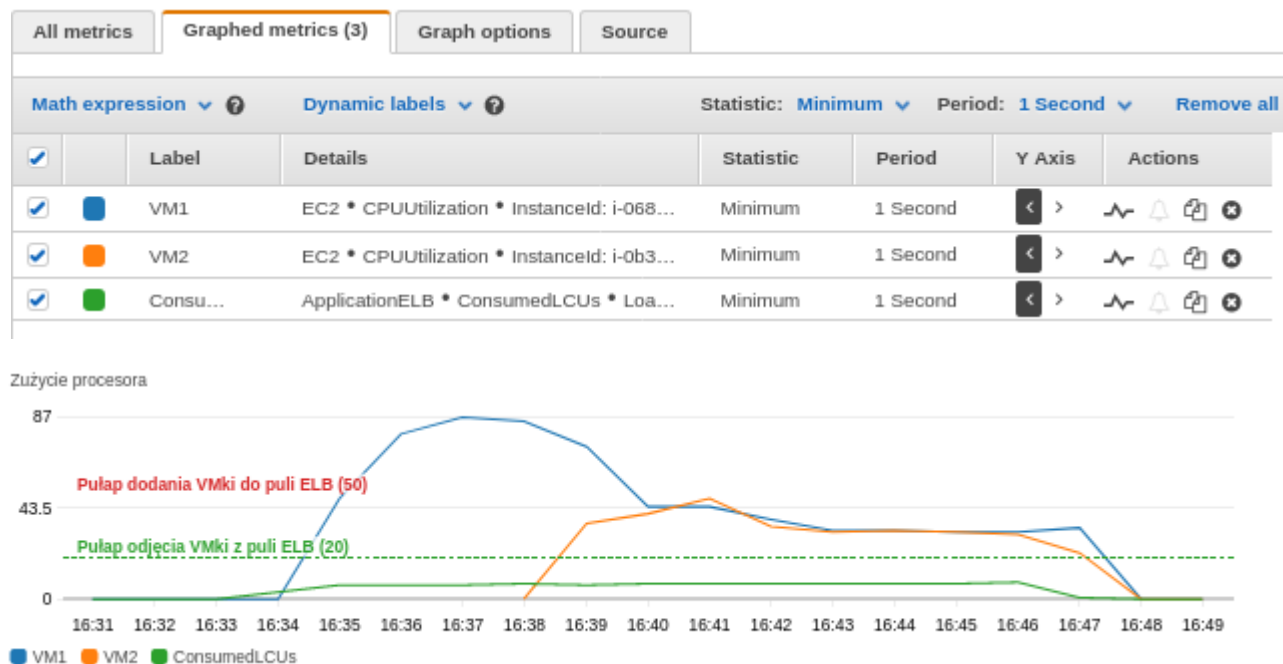 All metrics Graphed metrics (3) Graph options Source
Math expression Dynamic labels Statistic: Minimum Period: 1 Second Remove all
Label Details Statistic Period Y Axis Actions
VM1 EC2 • CPUUtilization • InstanceId: i-068... Minimum 1 Second
VM2 EC2 • CPUUtilization • InstanceId: i-0b3... Minimum 1 Second
Consu... ApplicationELB • ConsumedLCUs • Loa... Minimum 1 Second
Zużycie procesora
87
Pułap dodania VMki do puli ELB (50)
43.5
Pułap odjęcia VMki z puli ELB (20)
0
16:31 16:32 16:33 16:34 16:35 16:36 16:37 16:38 16:39 16:40 16:41 16:42 16:43 16:44 16:45 16:46 16:47 16:48 16:49
VM1 VM2 ConsumedLCUs